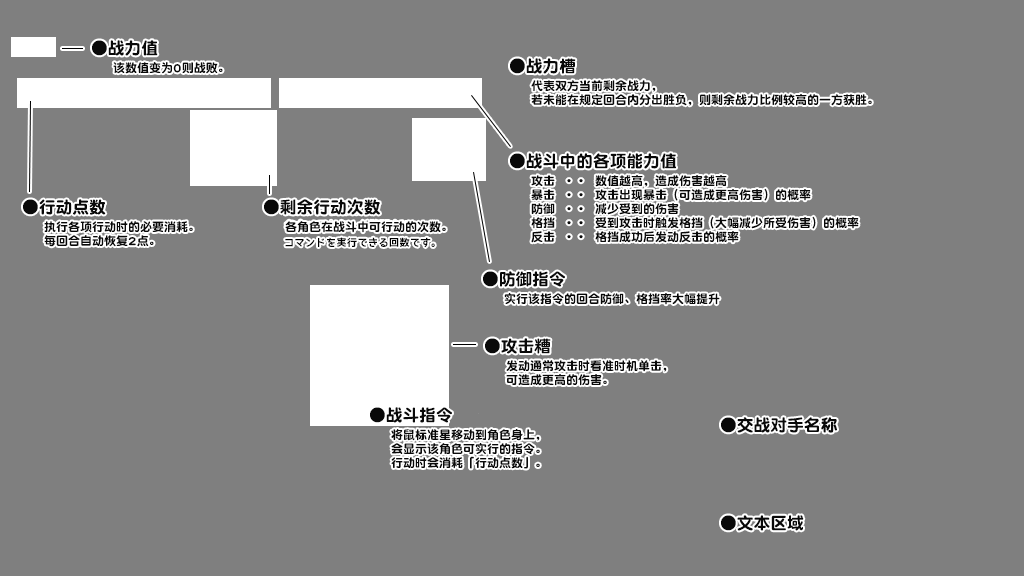 ●战力值
该数值变为0则战败。
●战力槽
代表双方当前剩余战力，
若未能在规定回合内分出胜负，则剩余战力比例较高的一方获胜。
●战斗中的各项能力值
攻击 ・・ 数值越高，造成伤害越高
暴击 ・・ 攻击出现暴击（可造成更高伤害）的概率
防御 ・・ 减少受到的伤害
格挡 ・・ 受到攻击时触发格挡（大幅减少所受伤害）的概率
反击 ・・ 格挡成功后发动反击的概率
●行动点数
执行各项行动时的必要消耗。
每回合自动恢复2点。
●剩余行动次数
各角色在战斗中可行动的次数。
コマンドを実行できる回数です。
●防御指令
实行该指令的回合防御、格挡率大幅提升
●攻击糟
发动通常攻击时看准时机单击，
可造成更高的伤害。
●战斗指令
将鼠标准星移动到角色身上，
会显示该角色可实行的指令。
行动时会消耗「行动点数」。
●交战对手名称
●文本区域